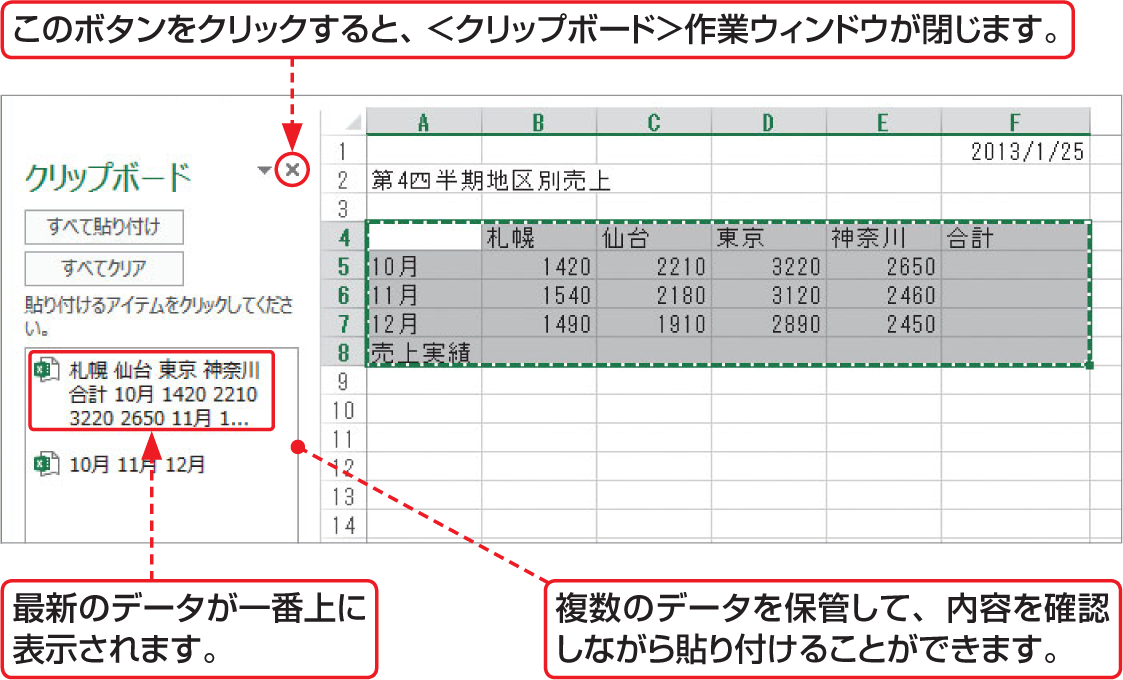 このボタンをクリックすると、＜クリップボード＞作業ウィンドウが閉じます。
クリップボード
すべて貼り付け
すべてクリア
貼り付けるアイテムをクリックしてくださ
い。
札幌 仙台 東京 神奈川
合計 10月 1420 2210
3220 2650 11月 1...
10月 11月 12月
A B C D E F
1 2013/1/25
2 第4四半期地区別売上
3
4 札幌 仙台 東京 神奈川 合計
5 10月 1420 2210 3220 2650
6 11月 1540 2180 3120 2460
7 12月 1490 1910 2890 2450
8 売上実績
9
10
11
12
13
14
最新のデータが一番上に
表示されます。
複数のデータを保管して、内容を確認
しながら貼り付けることができます。